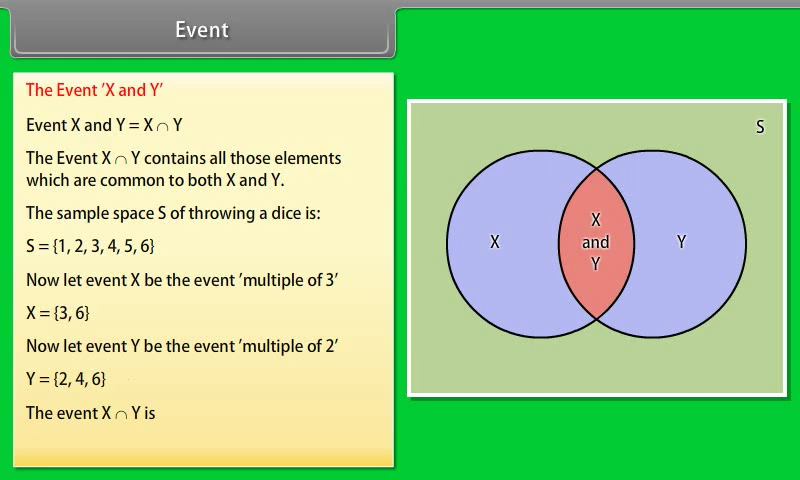 Event
The Event 'X and Y'
Event X and Y = X ∩ Y
The Event X ∩ Y contains all those elements
which are common to both X and Y.
The sample space S of throwing a dice is:
S = {1, 2, 3, 4, 5, 6}
Now let event X be the event 'multiple of 3'
X = {3, 6}
Now let event Y be the event 'multiple of 2'
Y = {2, 4, 6}
The event X ∩ Y is
S
X
X
and
Y
Y